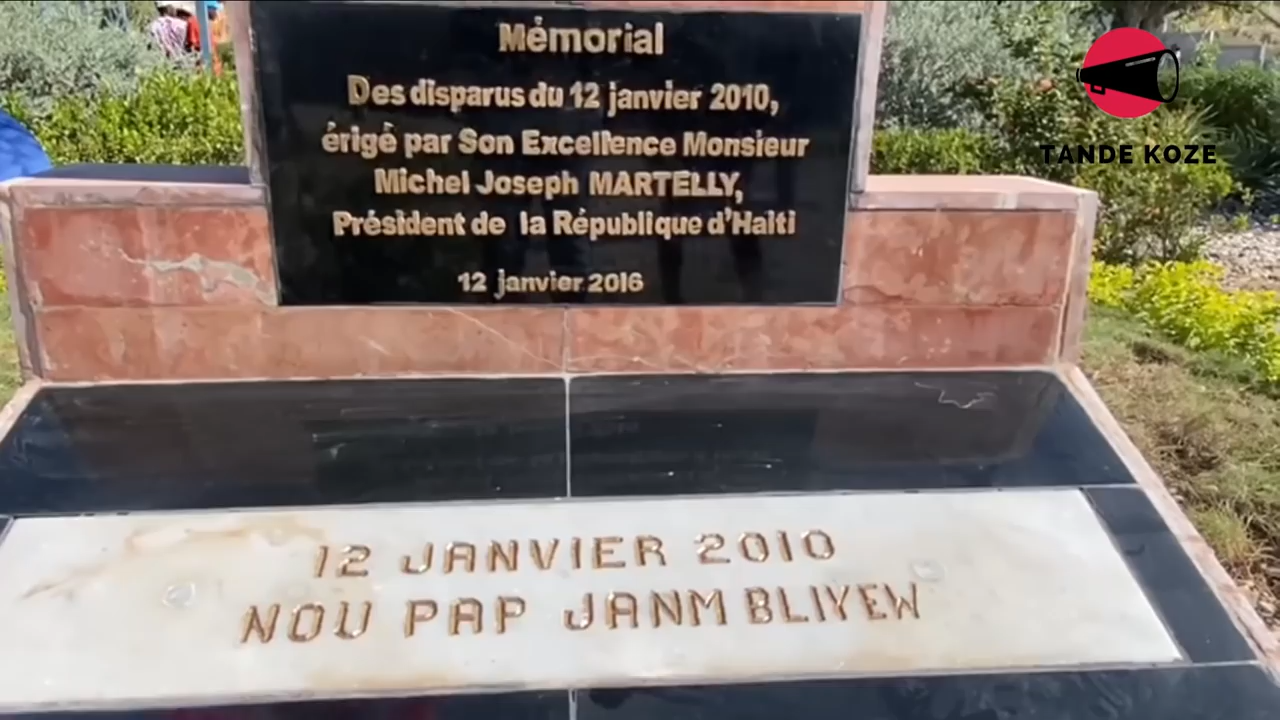 Mémorial
Des disparus du 12 janvier 2010,
érigé par Son Excellence Monsieur
Michel Joseph MARTELLY,
Président de la République d'Haiti
12 janvier 2016
TANDE KOZE
12 JANVIER 2010
NOU PAP JANM BLIYEW